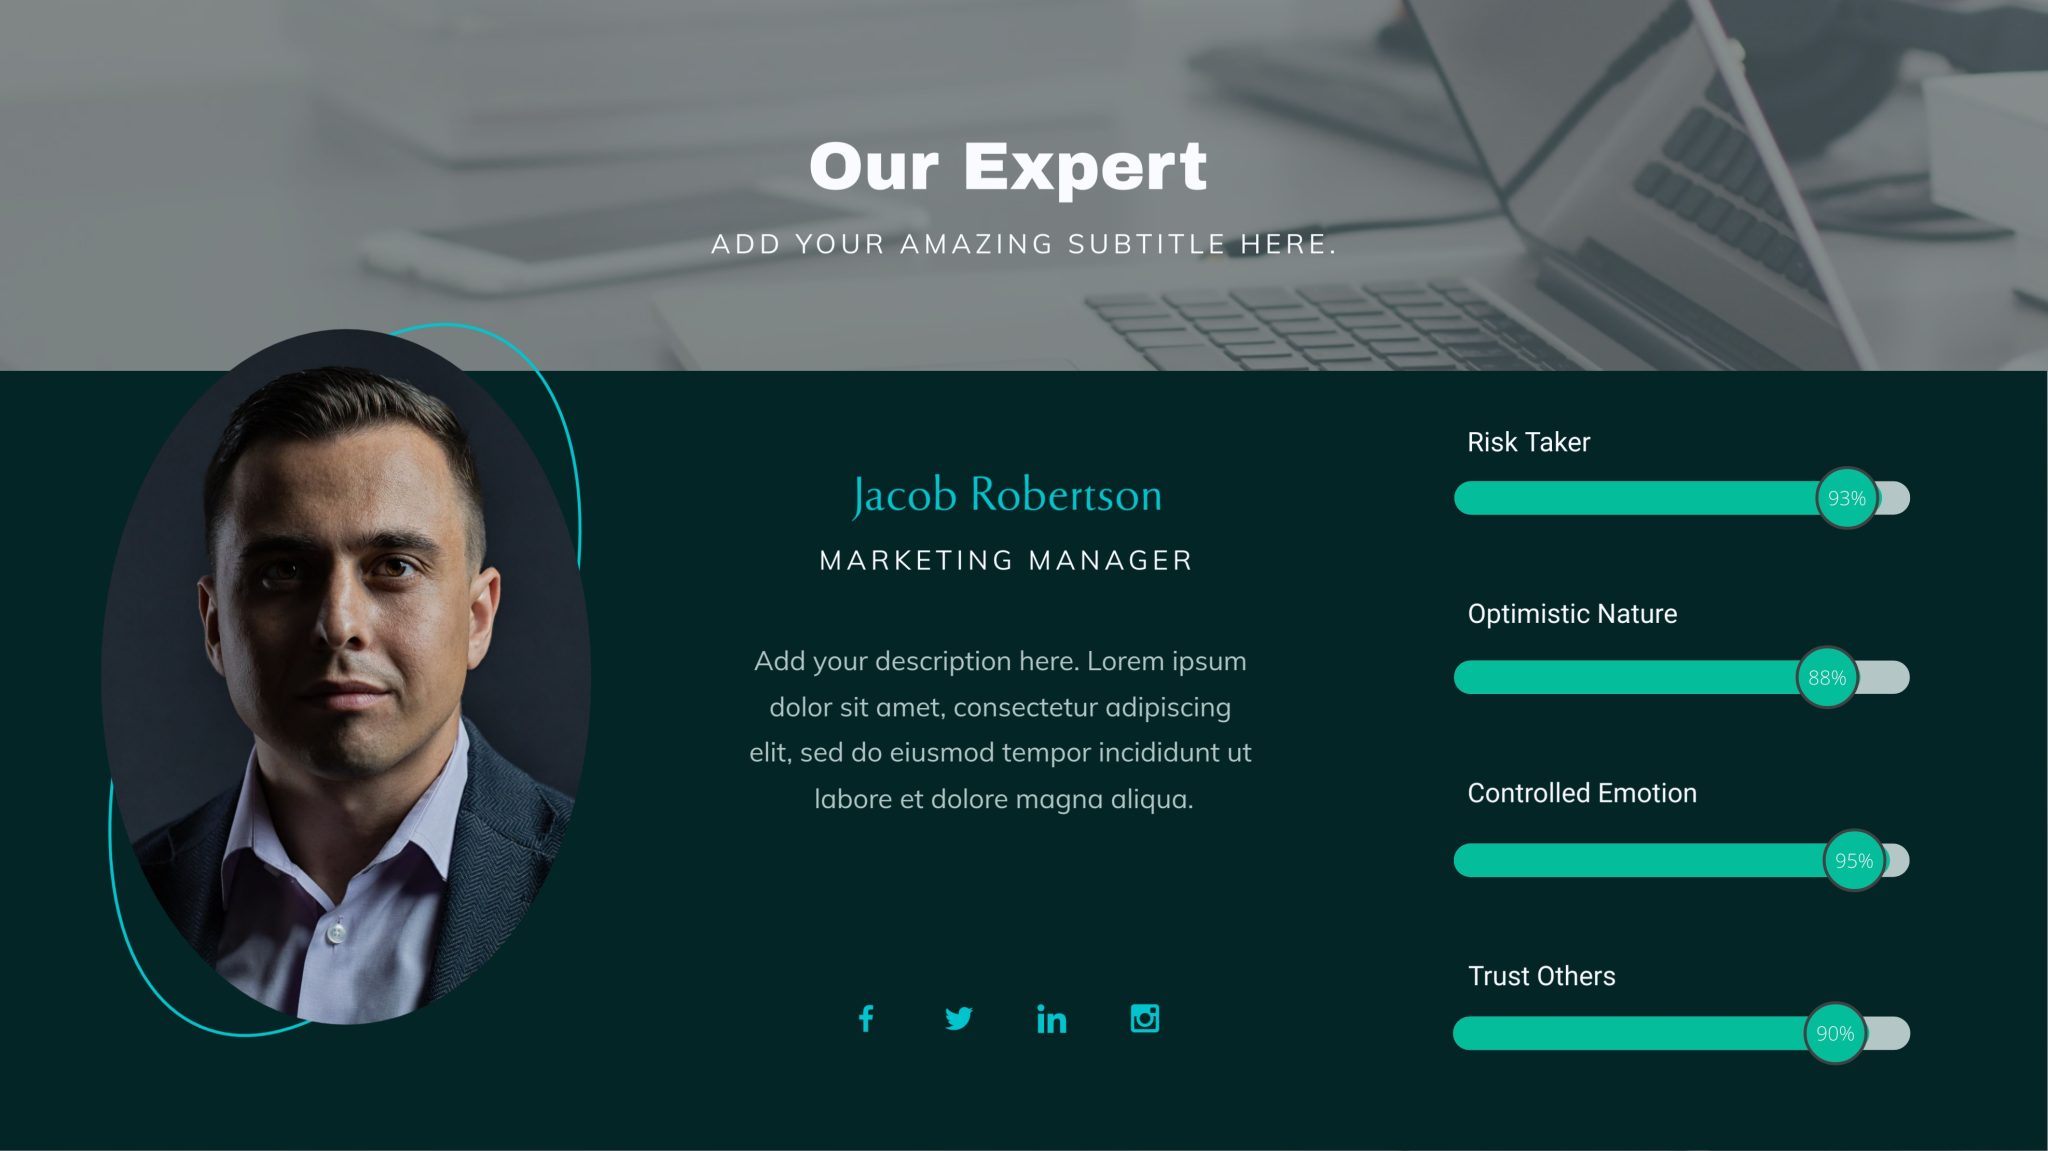 Our Expert
ADD YOUR AMAZING SUBTITLE HERE.
Jacob Robertson
MARKETING MANAGER
Add your description here. Lorem ipsum
dolor sit amet, consectetur adipiscing
elit, sed do eiusmod tempor incididunt ut
labore et dolore magna aliqua.
Risk Taker
93%
Optimistic Nature
88%
Controlled Emotion
95%
Trust Others
90%